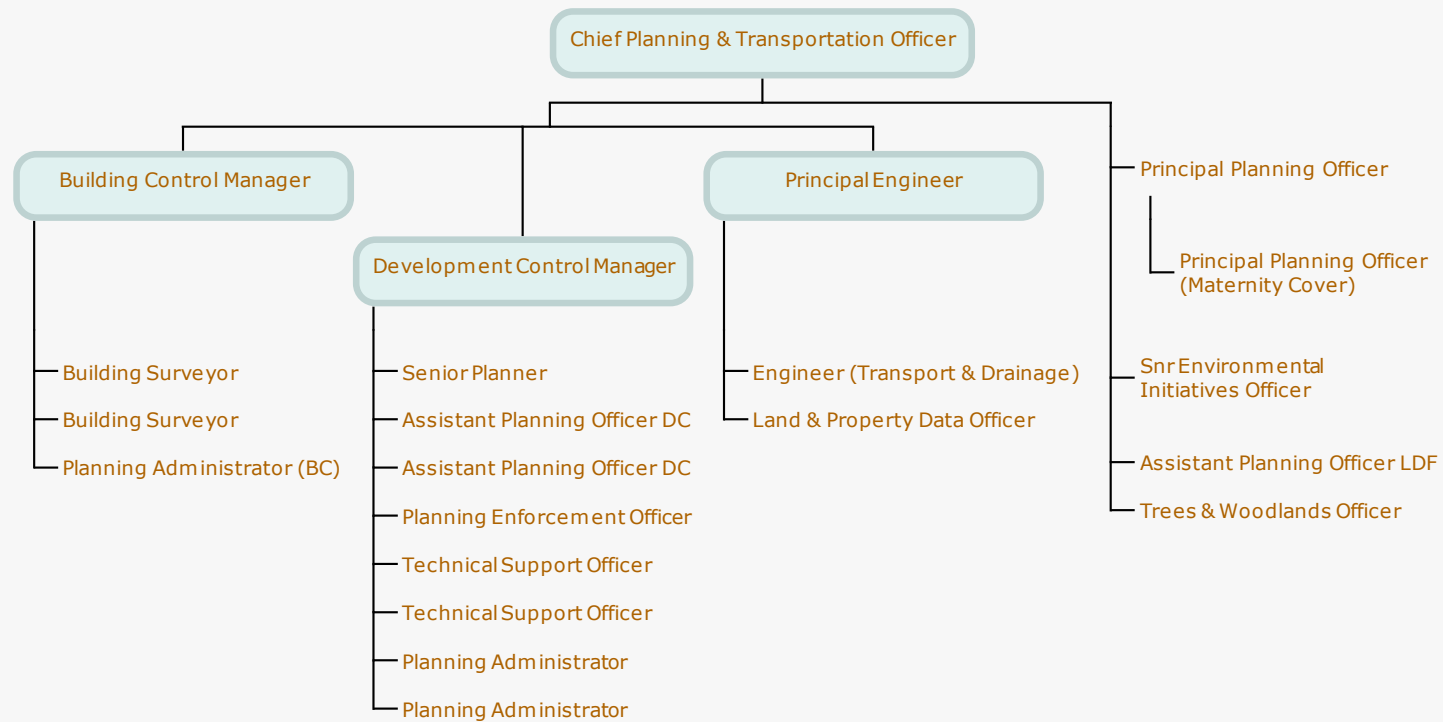 Chief Planning & Transportation Officer
Building Control Manager
Building Surveyor
Building Surveyor
Planning Administrator (BC)
Development Control Manager
Senior Planner
Assistant Planning Officer DC
Assistant Planning Officer DC
Planning Enforcement Officer
Technical Support Officer
Technical Support Officer
Planning Administrator
Planning Administrator
Principal Engineer
Engineer (Transport & Drainage)
Land & Property Data Officer
Principal Planning Officer
Principal Planning Officer
(Maternity Cover)
Snr Environmental
Initiatives Officer
Assistant Planning Officer LDF
Trees & Woodlands Officer